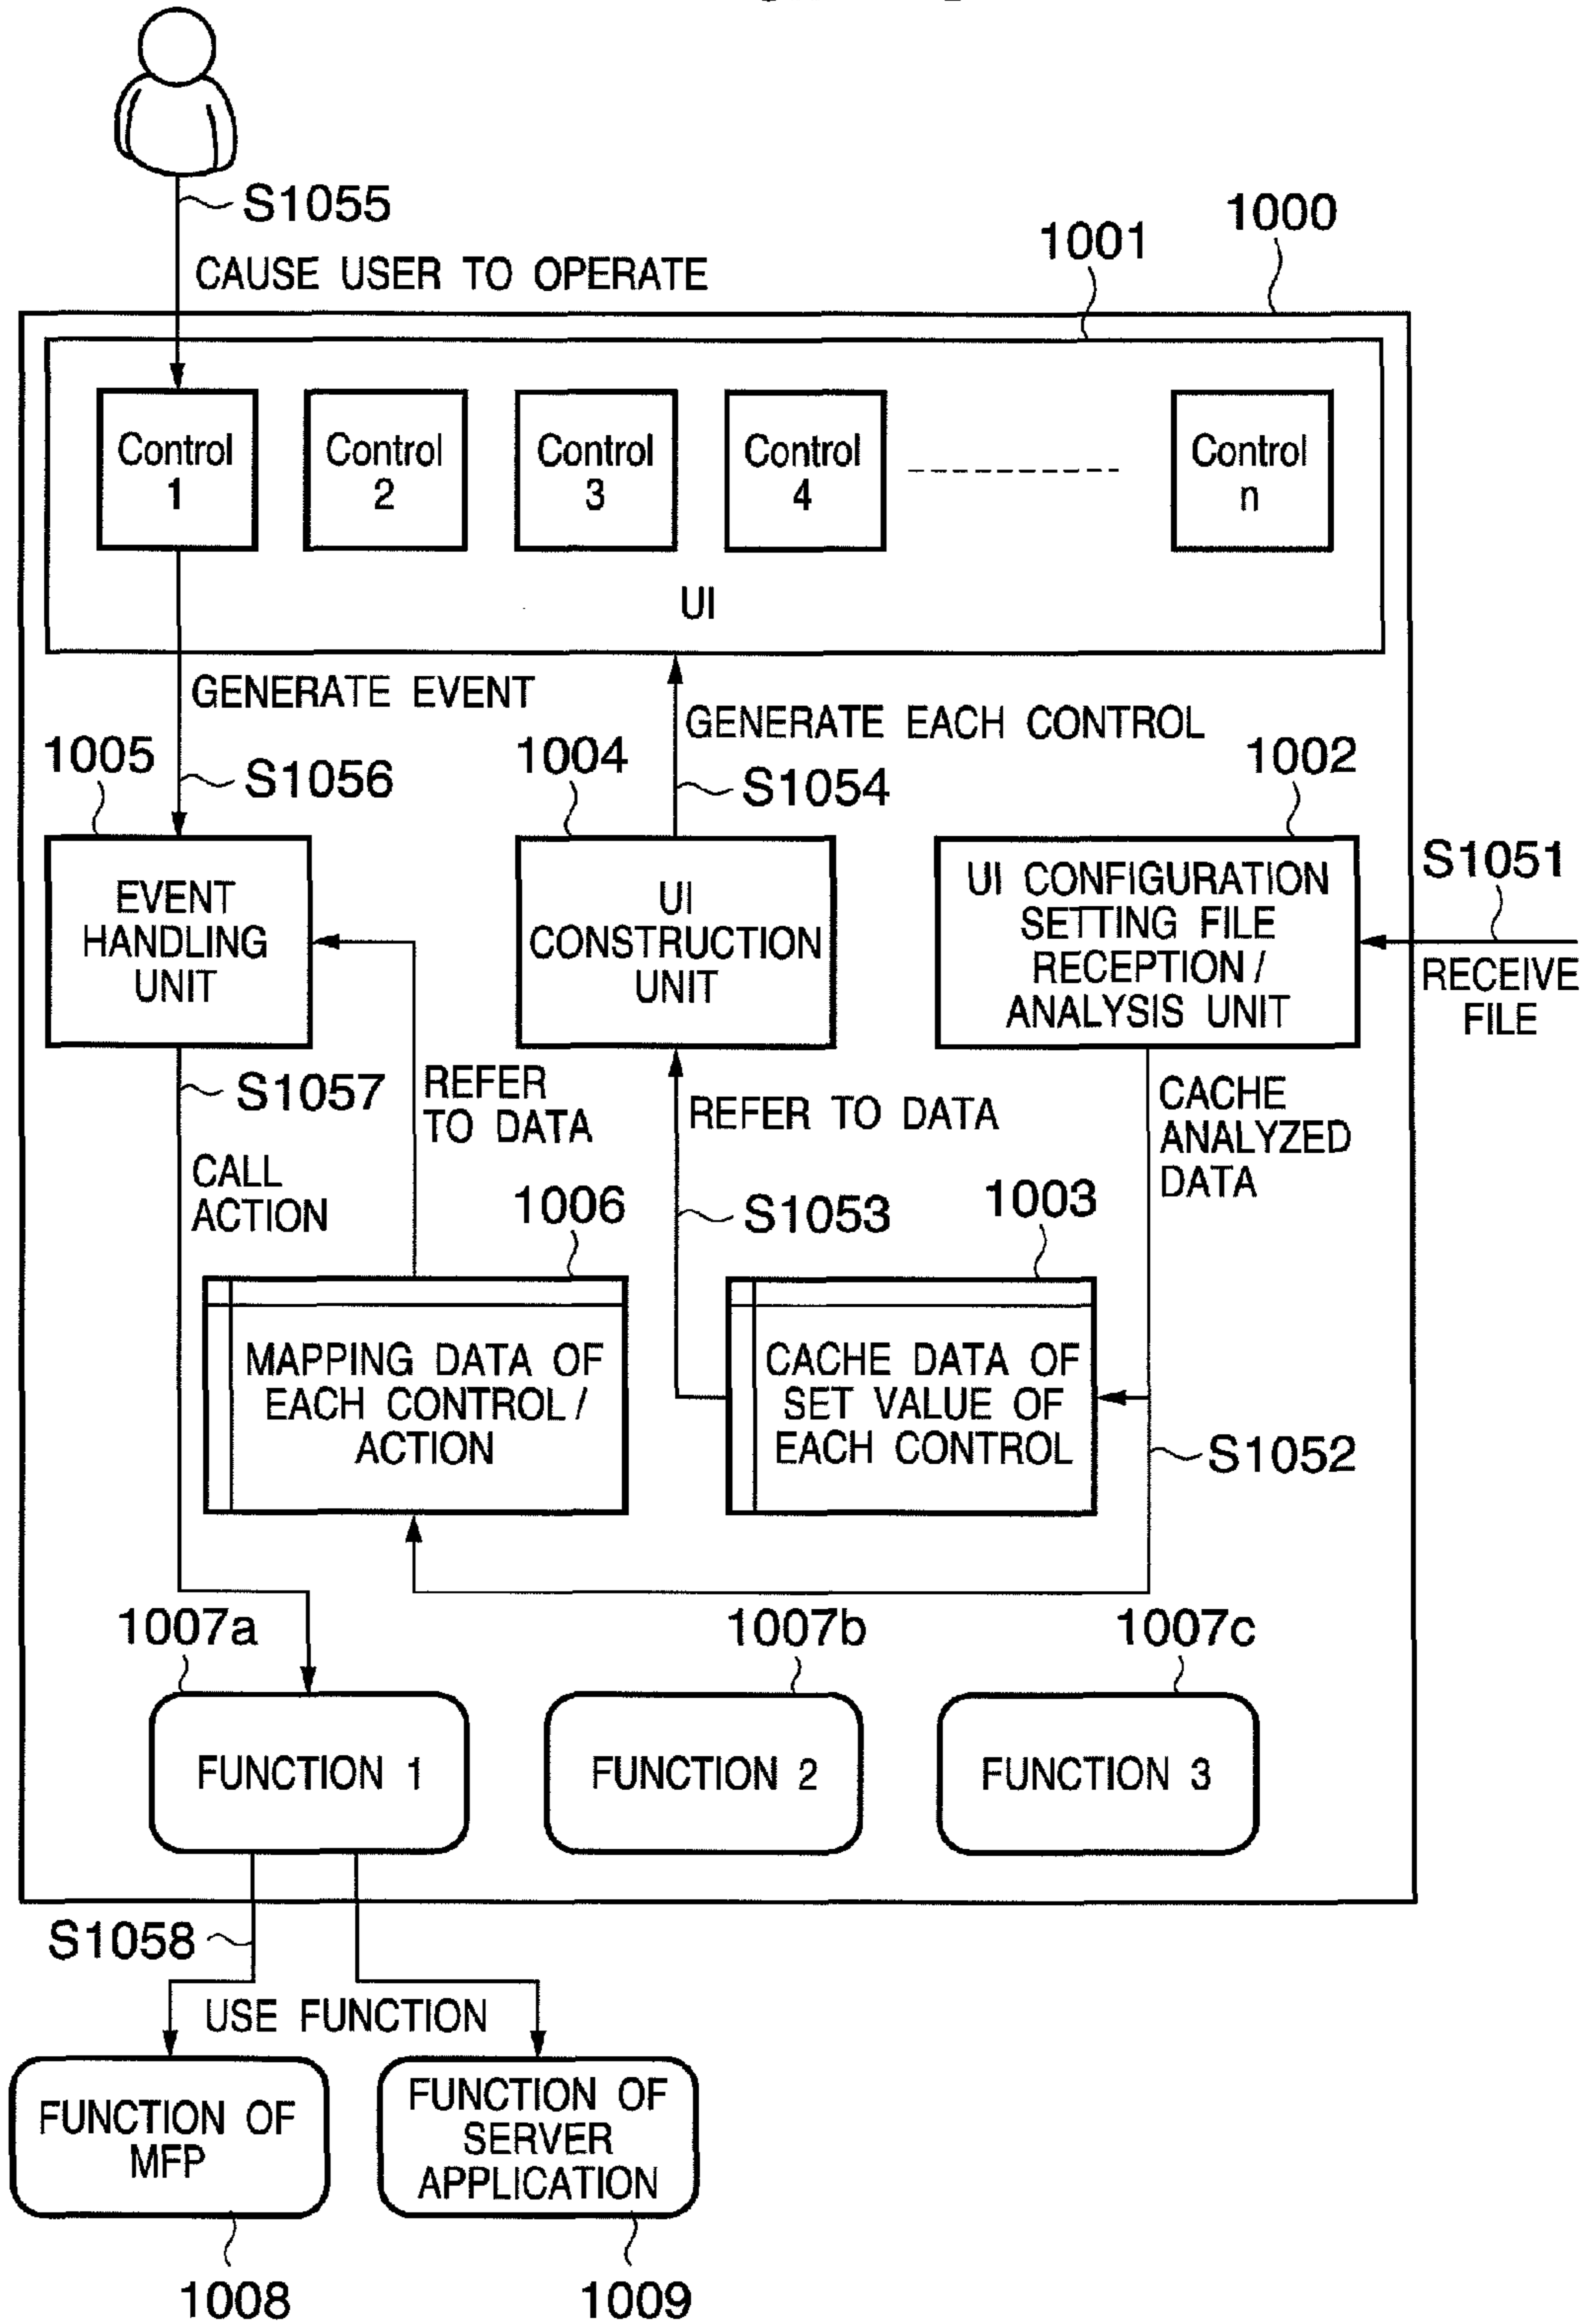 S1055
1000
1001
CAUSE USER TO OPERATE
Control
1
Control
2
Control
3
Control
4
Control
n
UI
GENERATE EVENT
GENERATE EACH CONTROL
1005
S1056
1004
S1054
1002
EVENT
HANDLING
UNIT
UI
CONSTRUCTION
UNIT
UI CONFIGURATION
SETTING FILE
RECEPTION/
ANALYSIS UNIT
S1051
RECEIVE
FILE
S1057
REFER
TO DATA
REFER TO DATA
CACHE
ANALYZED
DATA
CALL
ACTION
1006
S1053
1003
MAPPING DATA OF
EACH CONTROL/
ACTION
CACHE DATA OF
SET VALUE OF
EACH CONTROL
S1052
1007a
1007b
1007c
FUNCTION 1
FUNCTION 2
FUNCTION 3
S1058
USE FUNCTION
FUNCTION OF
MFP
FUNCTION OF
SERVER
APPLICATION
1008
1009